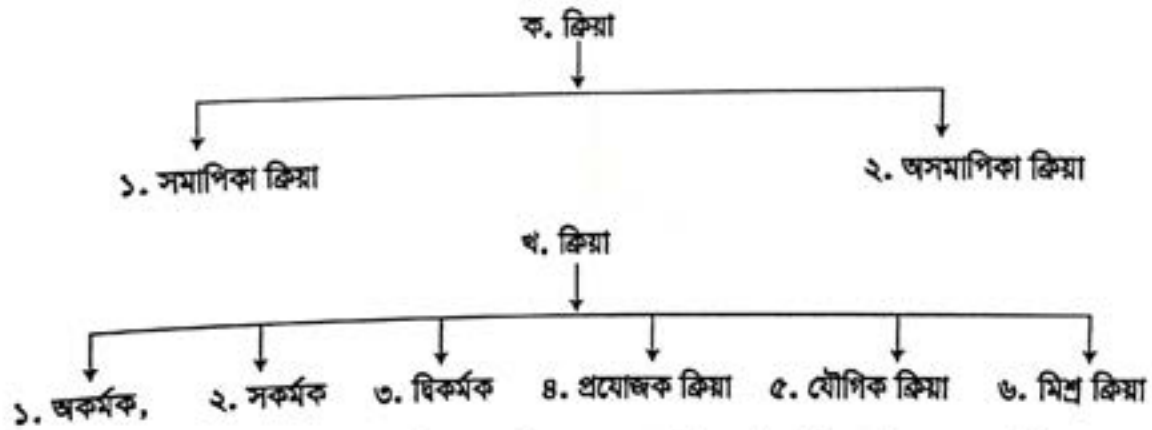 ক. ক্রিয়া
১. সমাপিকা ক্রিয়া ২. অসমাপিকা ক্রিয়া
খ. ক্রিয়া
১. অকর্মক, ২. সকর্মক ৩. দ্বিকর্মক ৪. প্রযোজক ক্রিয়া ৫. যৌগিক ক্রিয়া ৬. মিশ্র ক্রিয়া